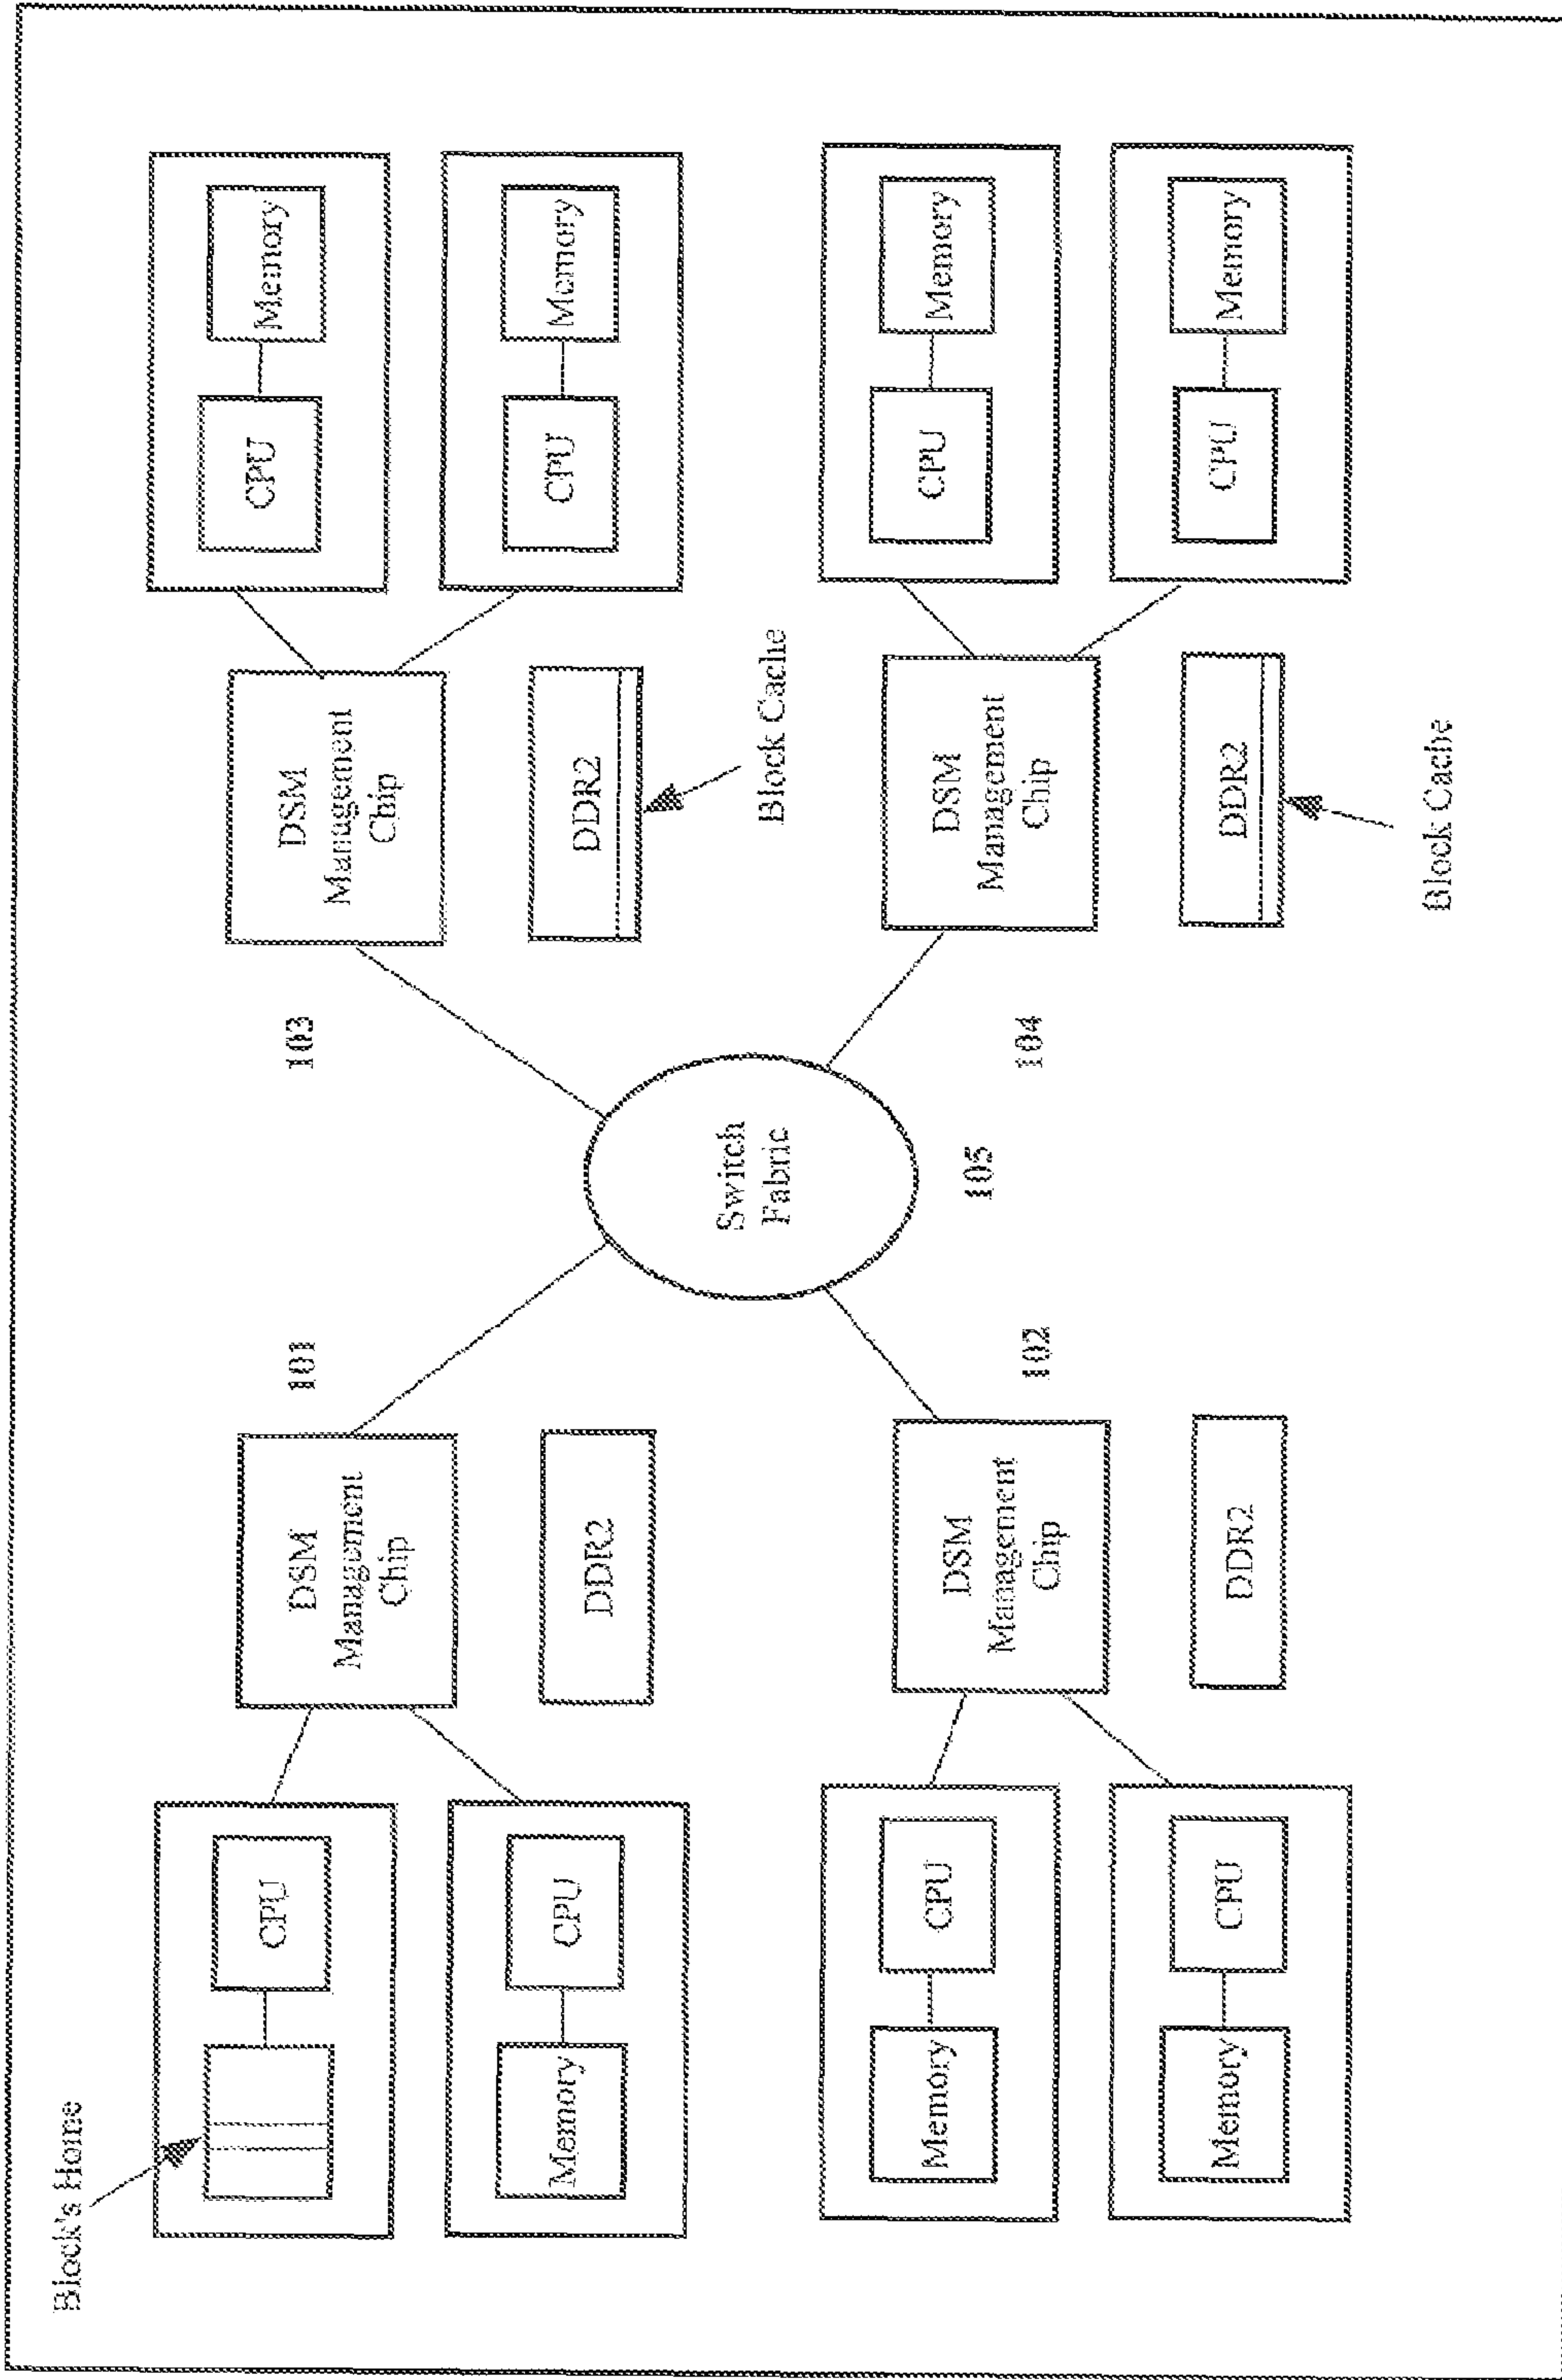 Block's Home
CPU
101
DSM
Management
Chip
103
DSM
Management
Chip
CPU
Memory
Memory
CPU
DDR2
DDR2
CPU
Memory
Switch
Fabric
Block Cache
Memory
CPU
102
DSM
Management
Chip
105
104
DSM
Management
Chip
CPU
Memory
Memory
CPU
DDR2
DDR2
CPU
Memory
Block Cache